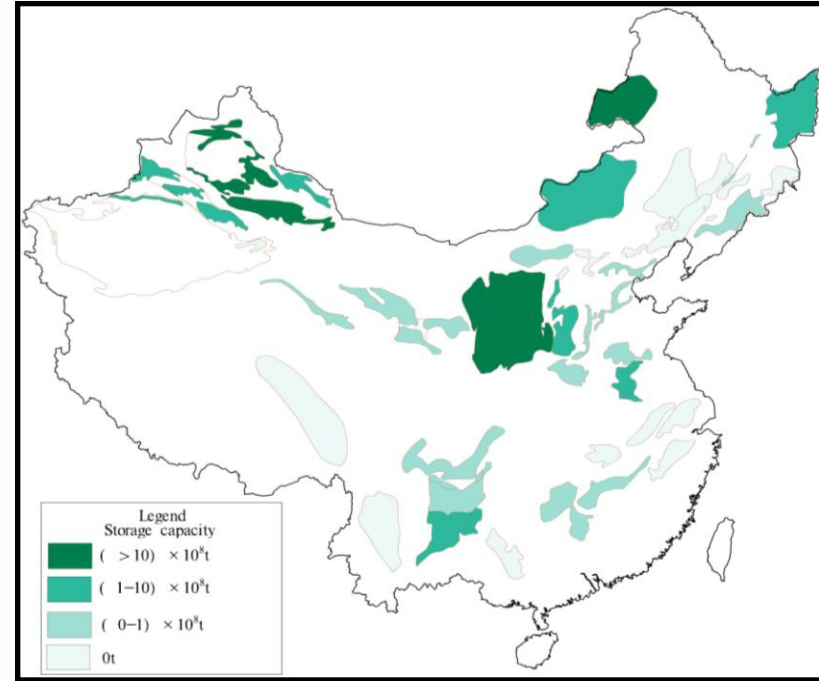 Legend
Storage capacity
( >10) ×10⁸t
( 1–10) ×10⁸t
( 0–1) ×10⁸t
0t